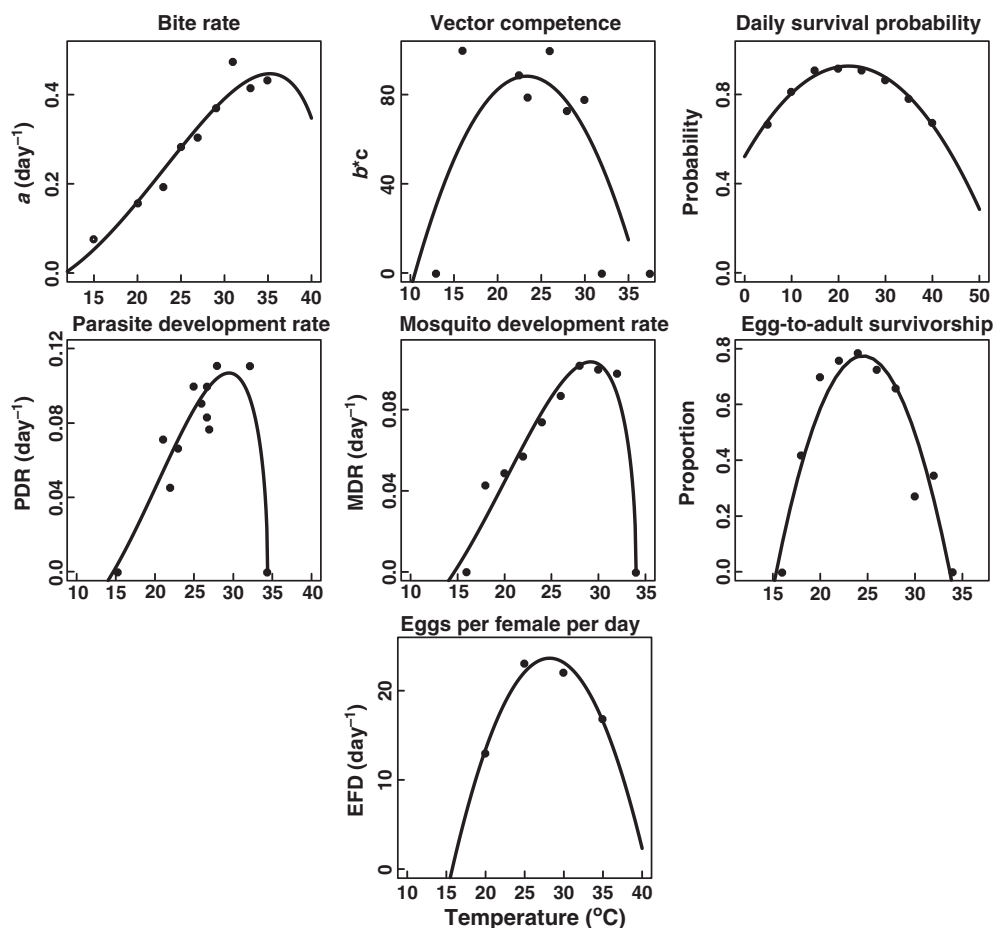 Bite rate
a (day⁻¹)
0.0 0.2 0.4
15 20 25 30 35 40
Vector competence
b*c
0 40 80
10 15 20 25 30 35
Daily survival probability
Probability
0.0 0.4 0.8
0 10 20 30 40 50
Parasite development rate
PDR (day⁻¹)
0.0 0.04 0.08 0.12
10 15 20 25 30 35 40
Mosquito development rate
MDR (day⁻¹)
0.0 0.04 0.08
10 15 20 25 30 35
Egg-to-adult survivorship
Proportion
0.0 0.2 0.4 0.6 0.8
15 20 25 30 35
Eggs per female per day
EFD (day⁻¹)
0 10 20
10 15 20 25 30 35 40
Temperature (°C)